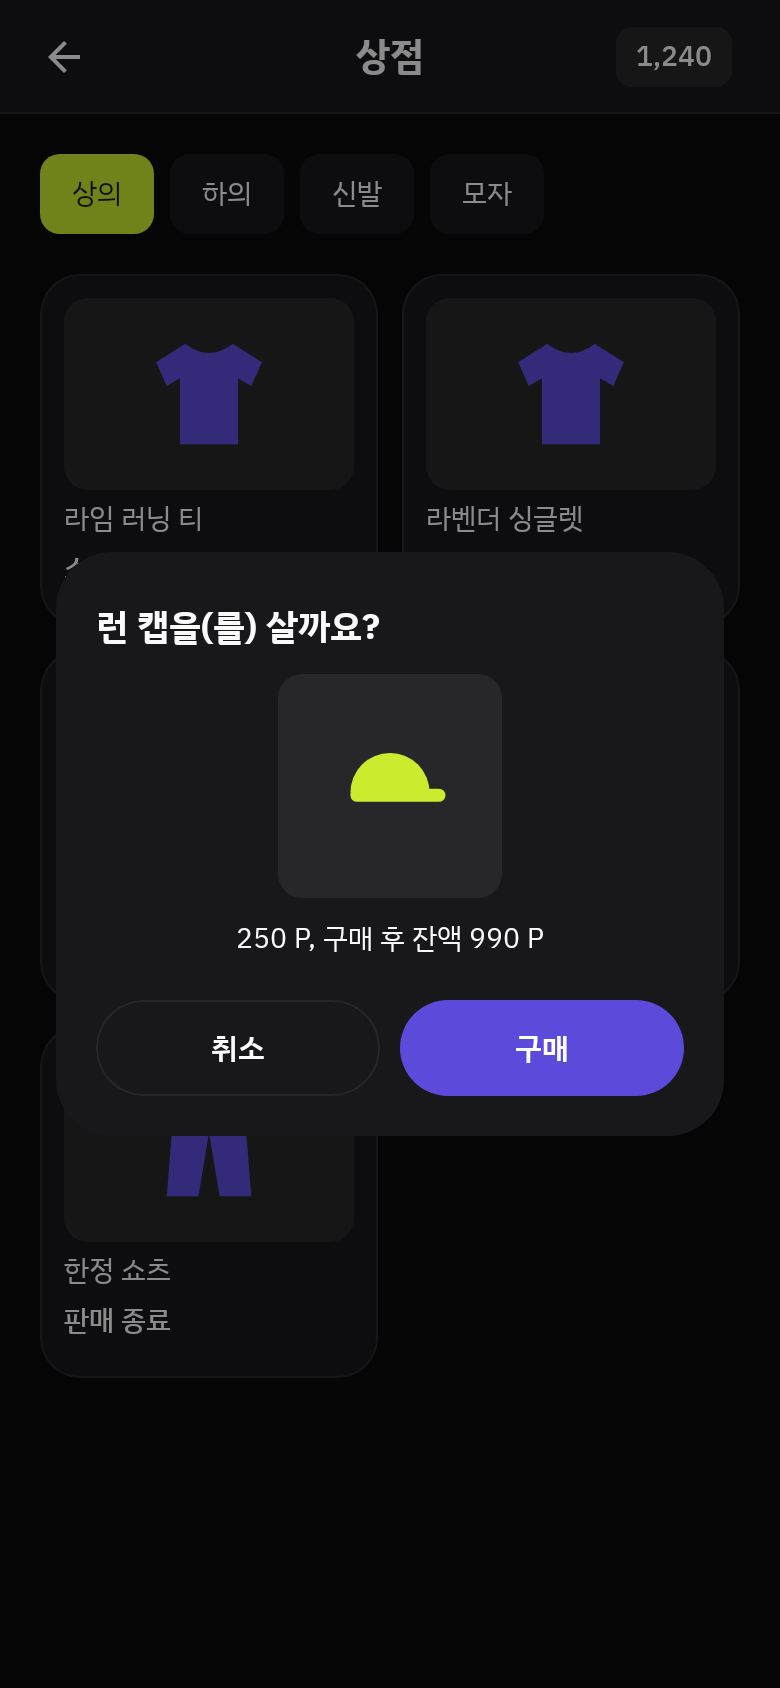 상점
1,240
상의
하의
신발
모자
라임 러닝 티
라벤더 싱글렛
런 캡을(를) 살까요?
250 P, 구매 후 잔액 990 P
취소
구매
한정 쇼츠
판매 종료